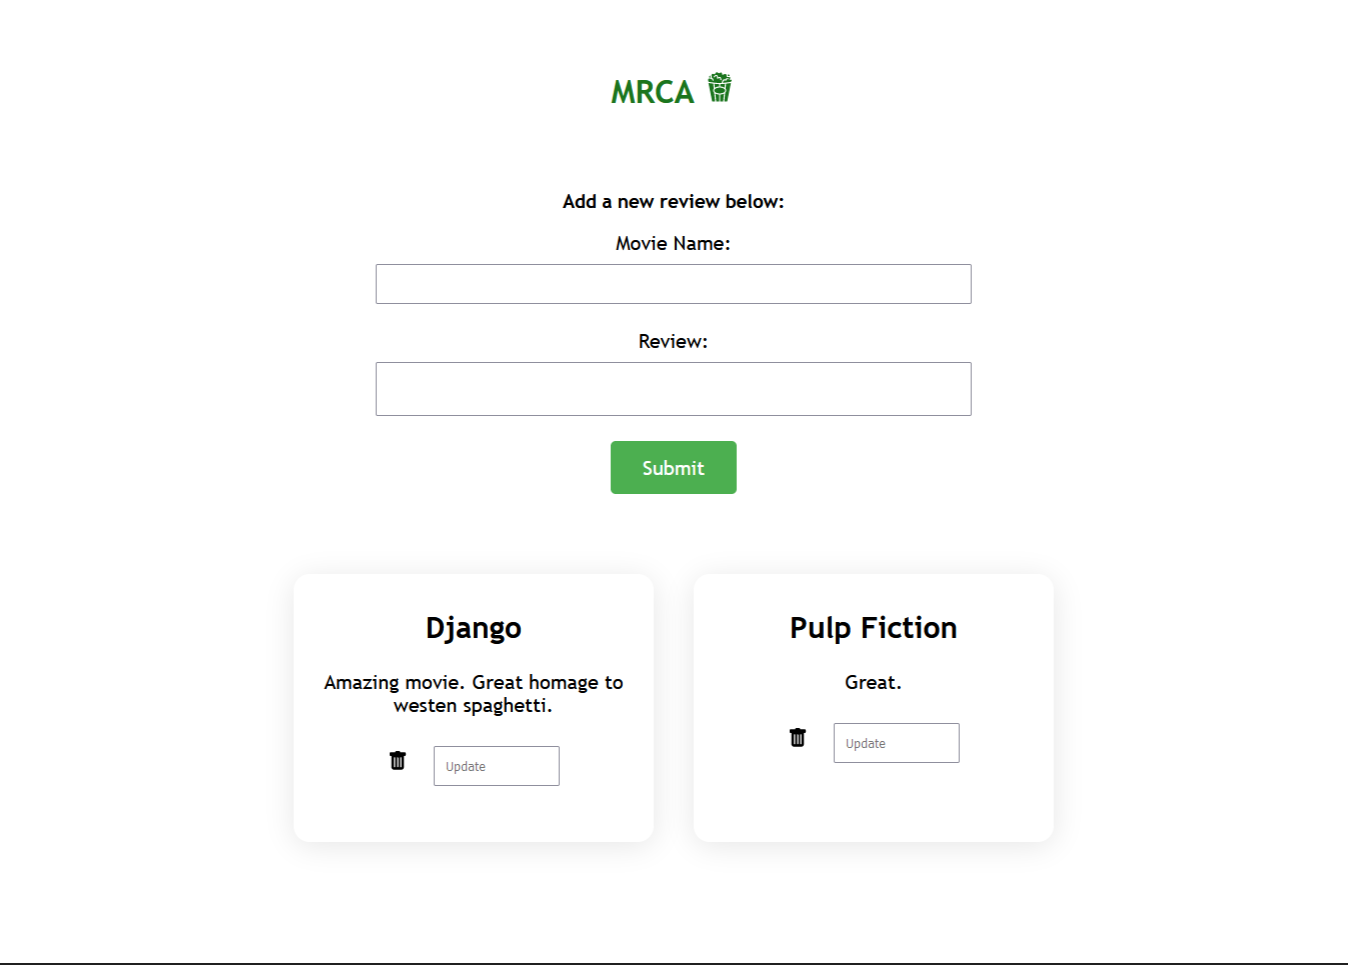 MRCA
Add a new review below:
Movie Name:
Review:
Submit
Django
Amazing movie. Great homage to
westen spaghetti.
Update
Pulp Fiction
Great.
Update